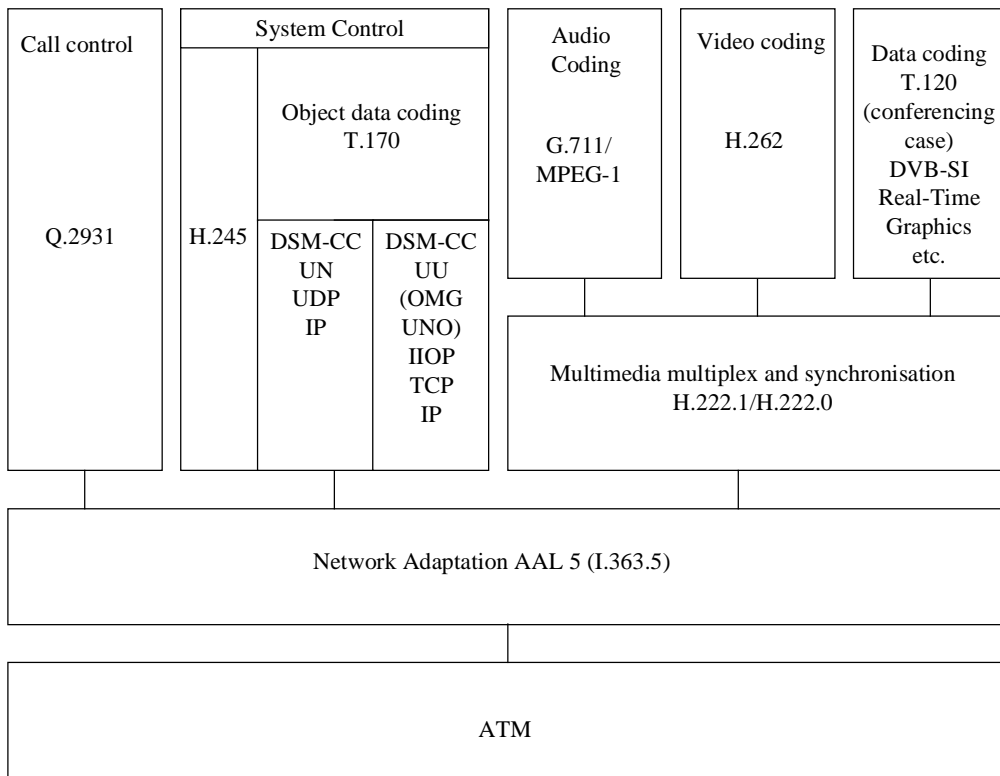 Call control
Q.2931
System Control
Object data coding
T.170
H.245
DSM-CC
UN
UDP
IP
DSM-CC
UU
(OMG
UNO)
IIOP
TCP
IP
Audio
Coding
G.711/
MPEG-1
Video coding
H.262
Data coding
T.120
(conferencing
case)
DVB-SI
Real-Time
Graphics
etc.
Multimedia multiplex and synchronisation
H.222.1/H.222.0
Network Adaptation AAL 5 (I.363.5)
ATM